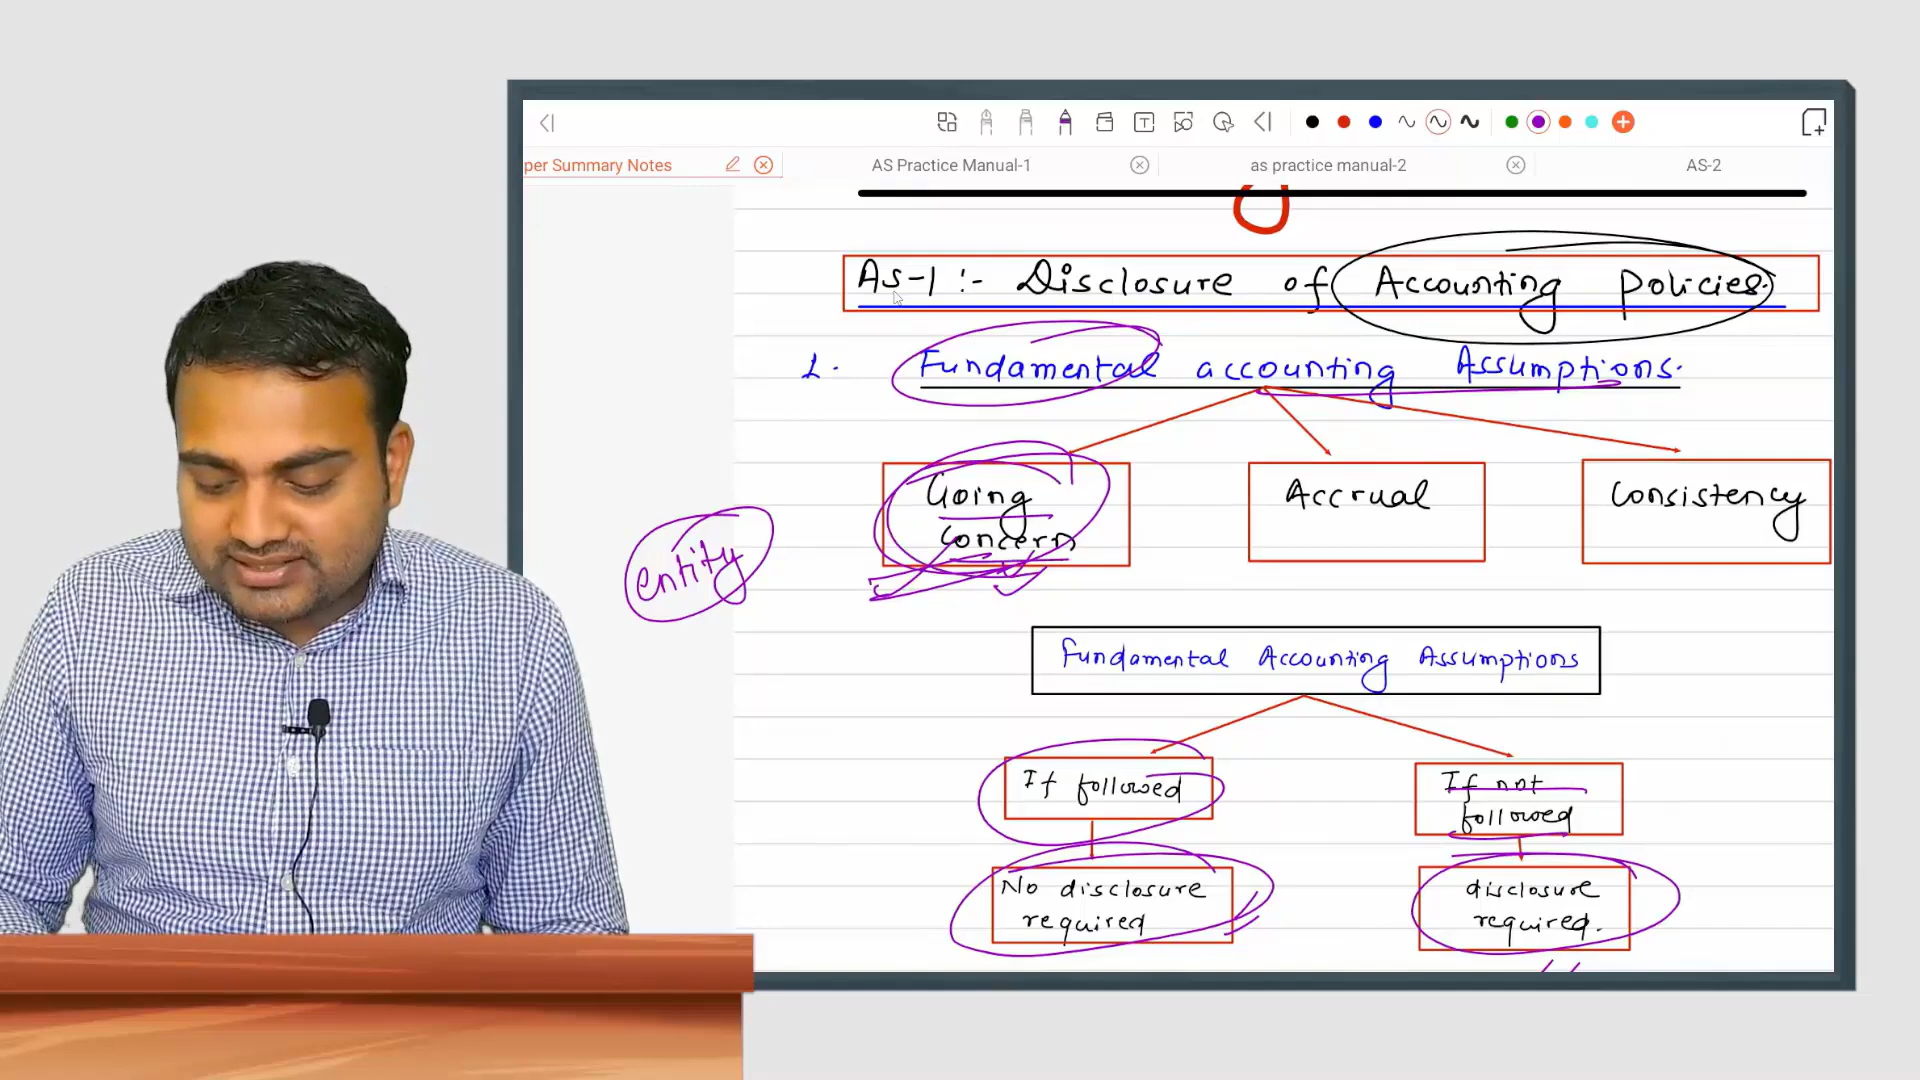 per Summary Notes
AS Practice Manual-1
as practice manual-2
AS-2
AS-1 :- Disclosure of Accounting Policies.
1. Fundamental accounting Assumptions.
Going
Concern
Accrual
Consistency
entity
Fundamental Accounting Assumptions
If followed
If not
followed
No disclosure
required
disclosure
required.